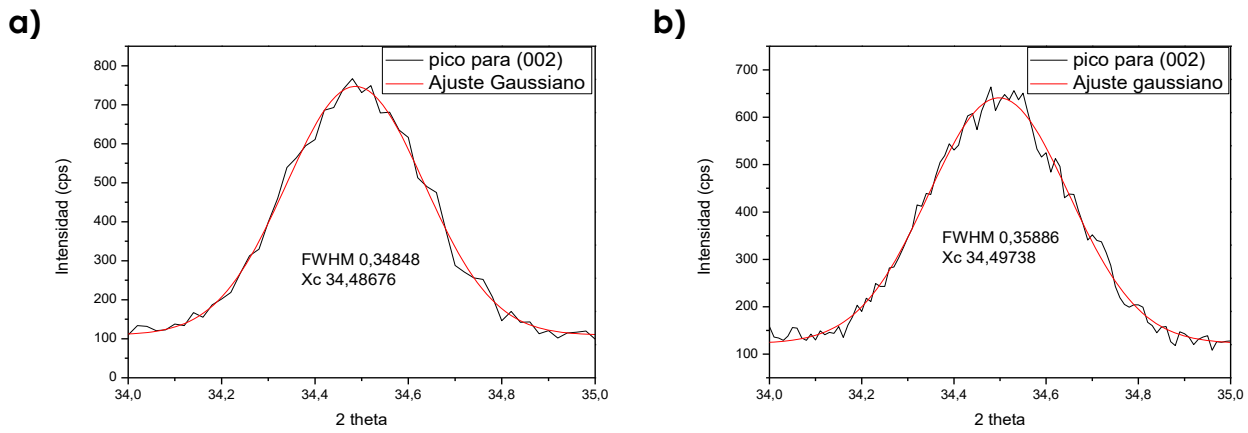 a)
pico para (002)
Ajuste Gaussiano
800
700
600
500
400
300
200
100
0
Intensidad (cps)
FWHM 0,34848
Xc 34,48676
34,0
34,2
34,4
34,6
34,8
35,0
2 theta
b)
pico para (002)
Ajuste gaussiano
700
600
500
400
300
200
100
Intensidad (cps)
FWHM 0,35886
Xc 34,49738
34,0
34,2
34,4
34,6
34,8
35,0
2 theta